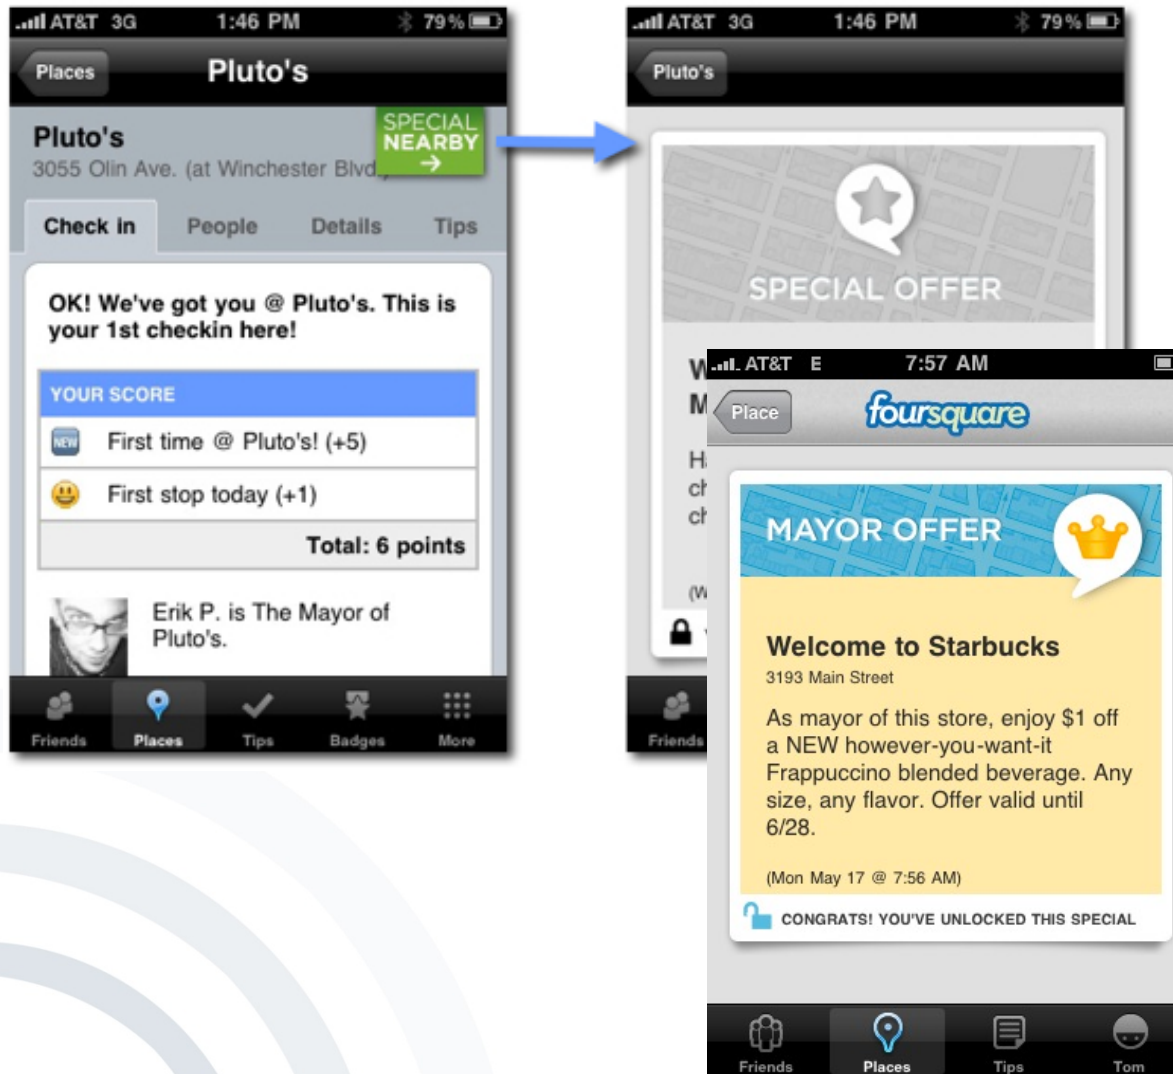 AT&T 3G 1:46 PM 79%
Places Pluto's
Pluto's
3055 Olin Ave. (at Winchester Blvd.)
SPECIAL
NEARBY
→
Check in People Details Tips
OK! We've got you @ Pluto's. This is
your 1st checkin here!
YOUR SCORE
NEW First time @ Pluto's! (+5)
First stop today (+1)
Total: 6 points
Erik P. is The Mayor of
Pluto's.
Friends Places Tips Badges More
AT&T 3G 1:46 PM 79%
Pluto's
SPECIAL OFFER
Friends
AT&T E 7:57 AM
Place foursquare
MAYOR OFFER
Welcome to Starbucks
3193 Main Street
As mayor of this store, enjoy $1 off
a NEW however-you-want-it
Frappuccino blended beverage. Any
size, any flavor. Offer valid until
6/28.
(Mon May 17 @ 7:56 AM)
CONGRATS! YOU'VE UNLOCKED THIS SPECIAL
Friends Places Tips Tom